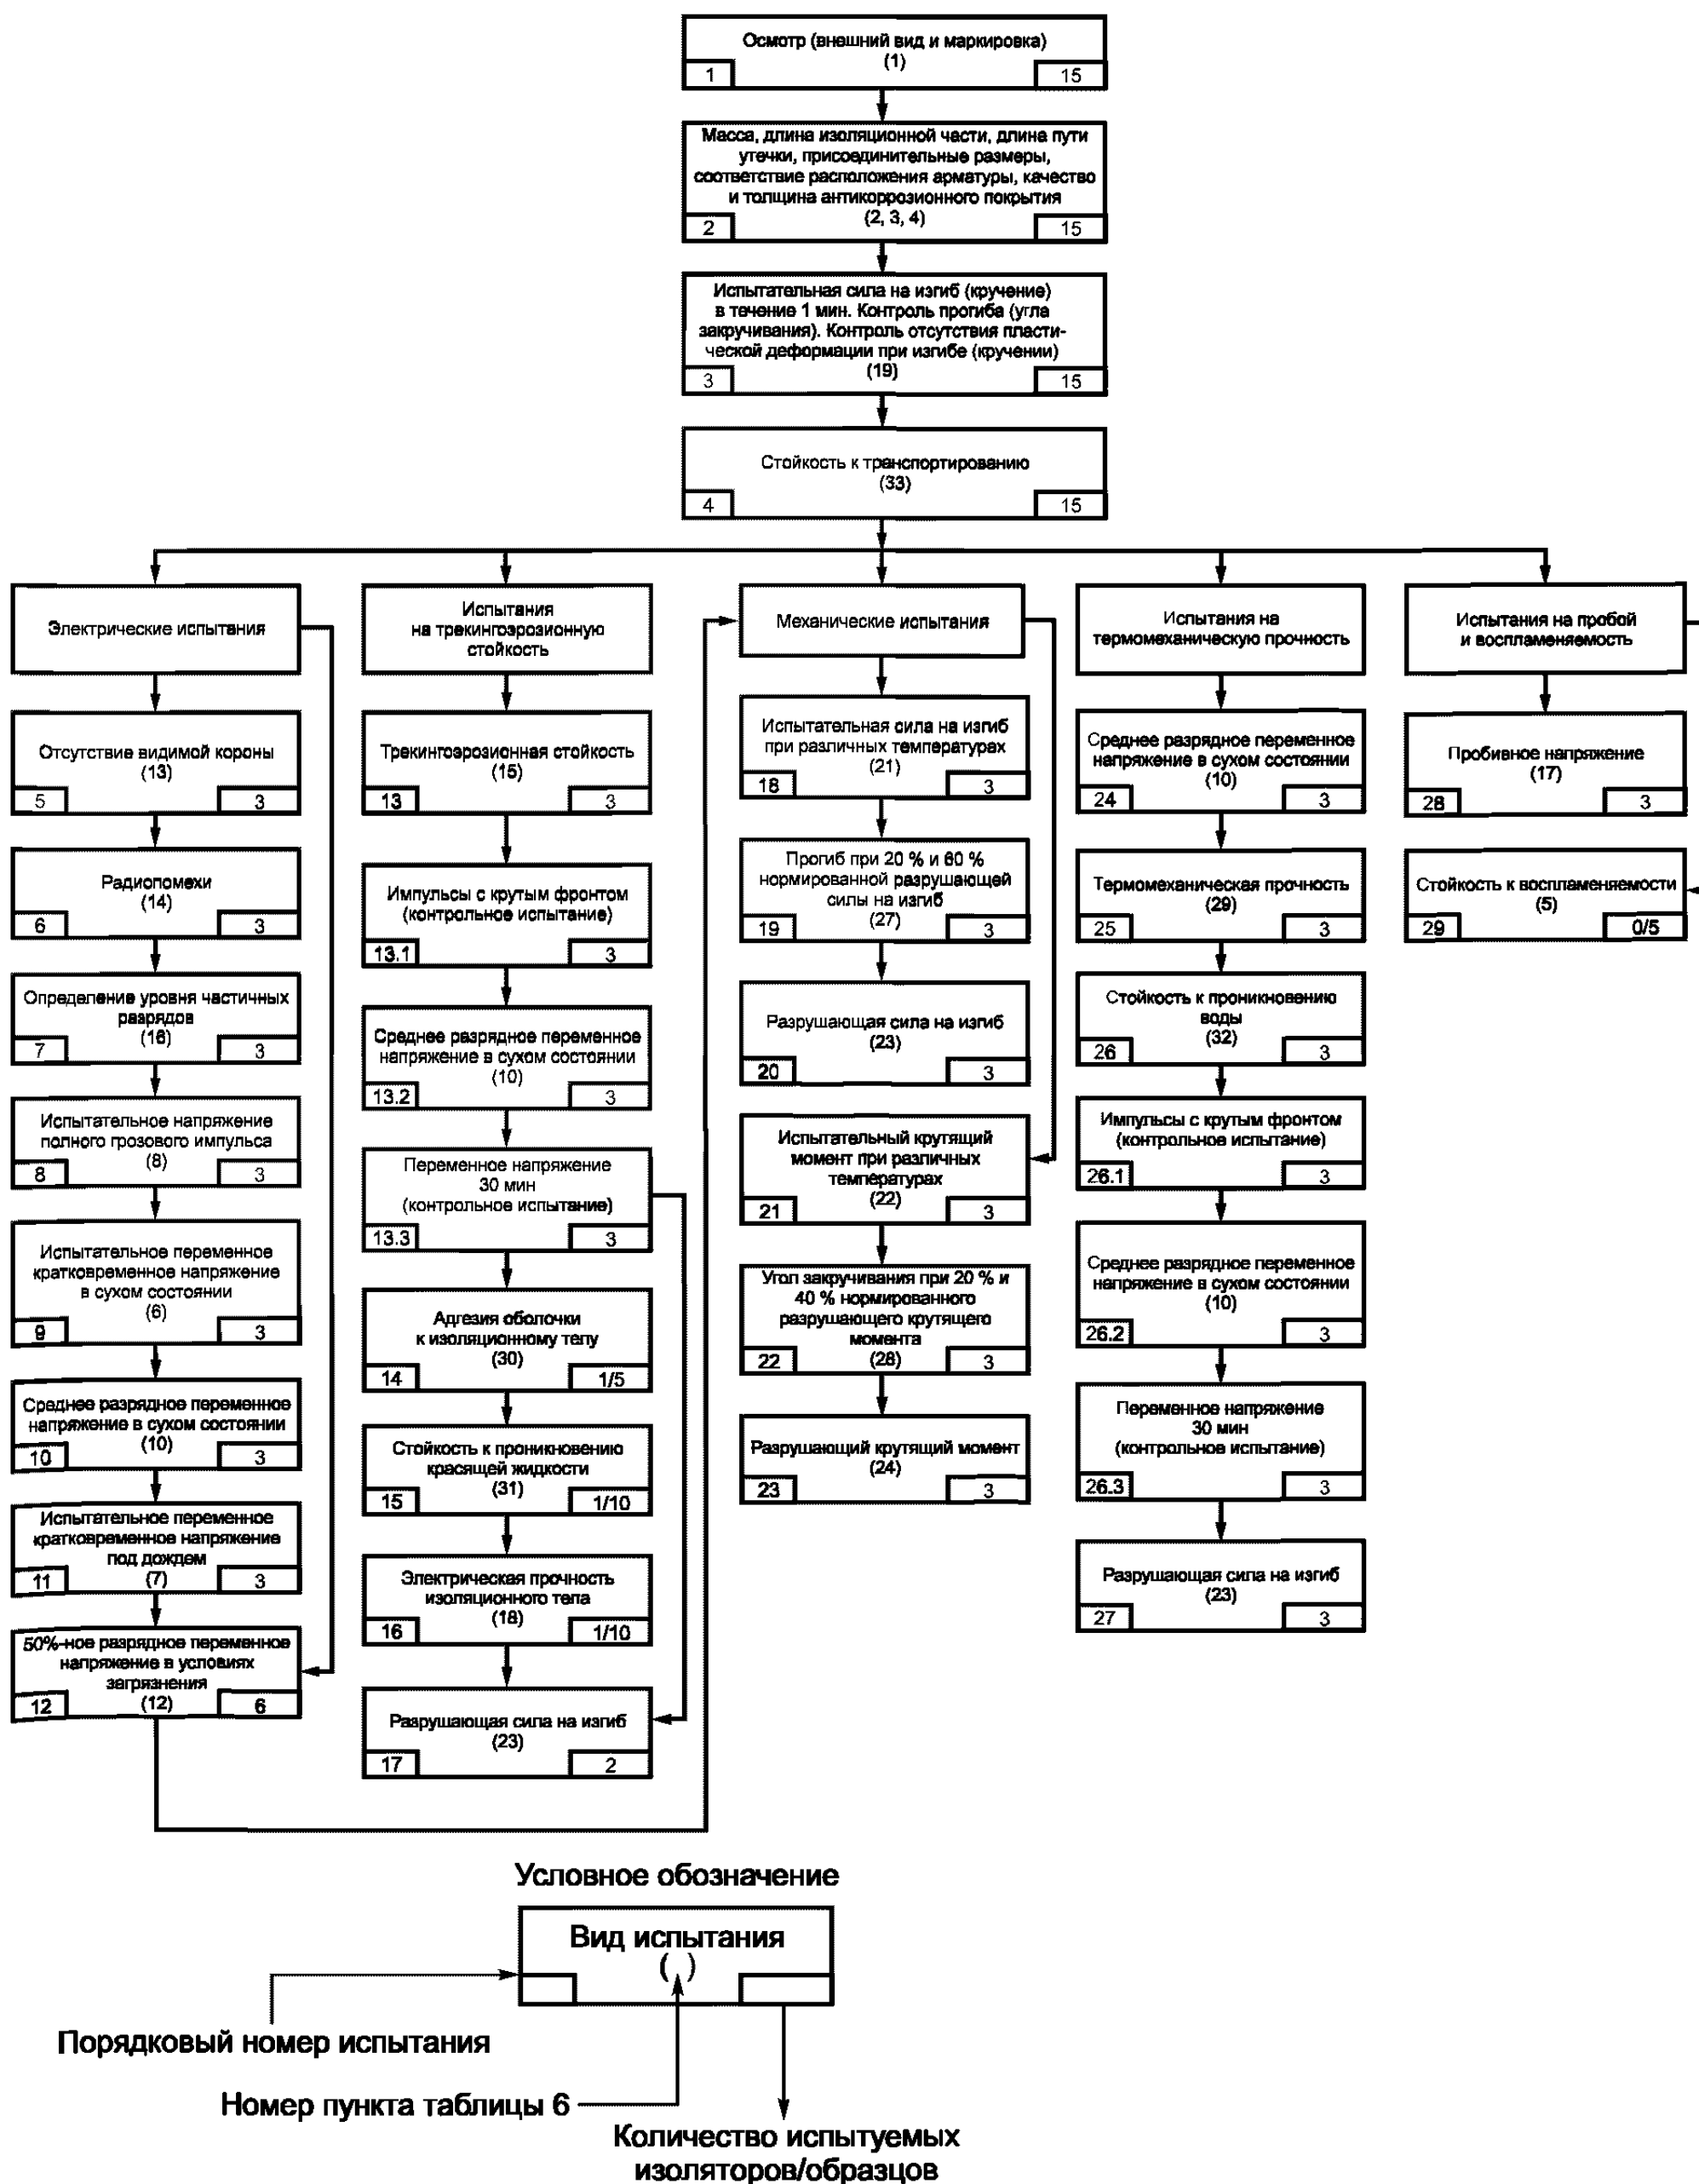 Осмотр (внешний вид и маркировка)
(1)
1
15
Масса, длина изоляционной части, длина пути
утечки, присоединительные размеры,
соответствие расположения арматуры, качество
и толщина антикоррозионного покрытия
(2, 3, 4)
2
15
Испытательная сила на изгиб (кручение)
в течение 1 мин. Контроль прогиба (угла
закручивания). Контроль отсутствия пласти-
ческой деформации при изгибе (кручении)
(19)
3
15
Стойкость к транспортированию
(33)
4
15
Электрические испытания
Отсутствие видимой короны
(13)
5
3
Радиопомехи
(14)
6
3
Определение уровня частичных
разрядов
(16)
7
3
Испытательное напряжение
полного грозового импульса
(8)
8
3
Испытательное переменное
кратковременное напряжение
в сухом состоянии
(6)
9
3
Среднее разрядное переменное
напряжение в сухом состоянии
(10)
10
3
Испытательное переменное
кратковременное напряжение
под дождем
(7)
11
3
50%-ное разрядное переменное
напряжение в условиях
загрязнения
(12)
12
6
Испытания
на трекингоэрозионную
стойкость
Трекингоэрозионная стойкость
(15)
13
3
Импульсы с крутым фронтом
(контрольное испытание)
13.1
3
Среднее разрядное переменное
напряжение в сухом состоянии
(10)
13.2
3
Переменное напряжение
30 мин
(контрольное испытание)
13.3
3
Адгезия оболочки
к изоляционному телу
(30)
14
1/5
Стойкость к проникновению
красящей жидкости
(31)
15
1/10
Электрическая прочность
изоляционного тела
(18)
16
1/10
Разрушающая сила на изгиб
(23)
17
2
Механические испытания
Испытательная сила на изгиб
при различных температурах
(21)
18
3
Прогиб при 20 % и 60 %
нормированной разрушающей
силы на изгиб
(27)
19
3
Разрушающая сила на изгиб
(23)
20
3
Испытательный крутящий
момент при различных
температурах
(22)
21
3
Угол закручивания при 20 % и
40 % нормированного
разрушающего крутящего
момента
(28)
22
3
Разрушающий крутящий момент
(24)
23
3
Испытания на
термомеханическую прочность
Среднее разрядное переменное
напряжение в сухом состоянии
(10)
24
3
Термомеханическая прочность
(29)
25
3
Стойкость к проникновению
воды
(32)
26
3
Импульсы с крутым фронтом
(контрольное испытание)
26.1
3
Среднее разрядное переменное
напряжение в сухом состоянии
(10)
26.2
3
Переменное напряжение
30 мин
(контрольное испытание)
26.3
3
Разрушающая сила на изгиб
(23)
27
3
Испытания на пробой
и воспламеняемость
Пробивное напряжение
(17)
28
3
Стойкость к воспламеняемости
(5)
29
0/5
Условное обозначение
Вид испытания
( )
Порядковый номер испытания
Номер пункта таблицы 6
Количество испытуемых
изоляторов/образцов